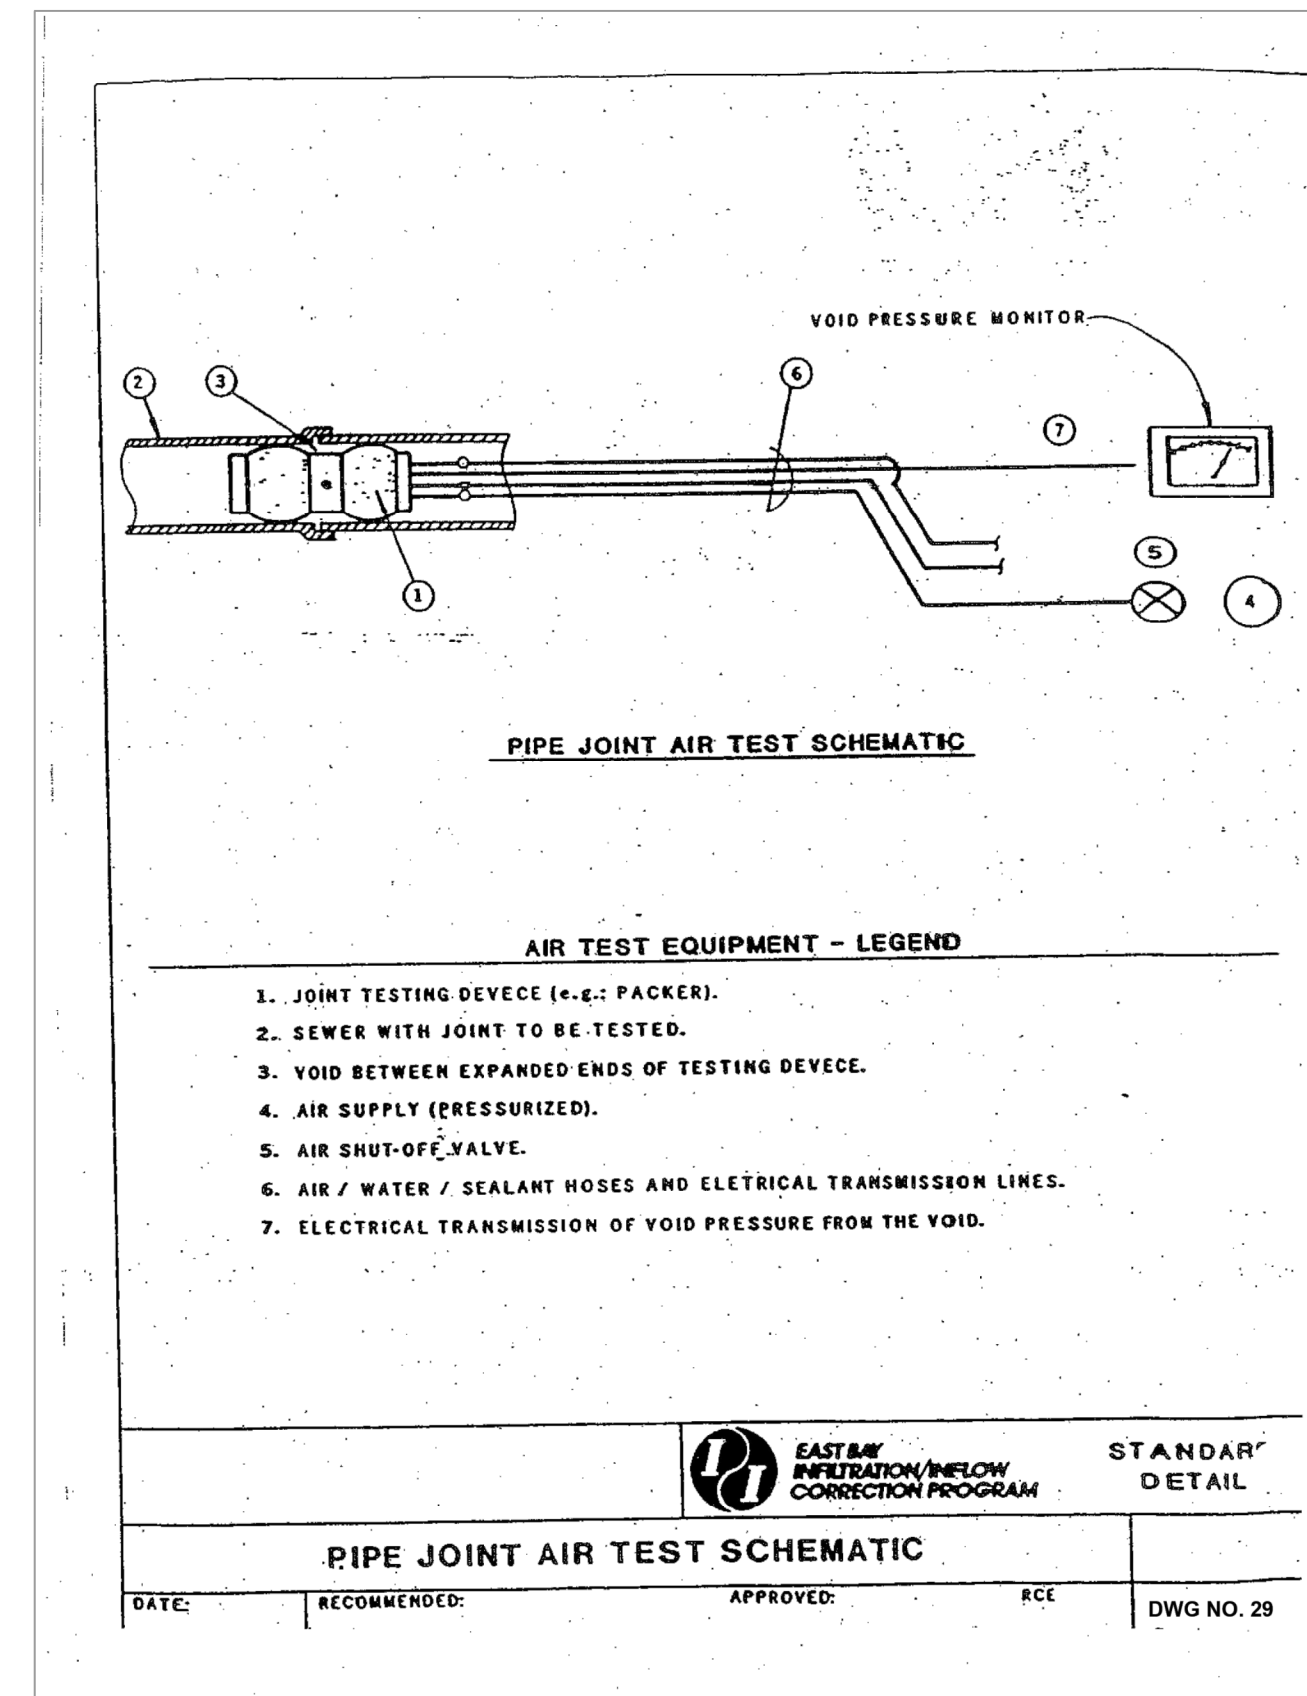 VOID PRESSURE MONITOR
2
3
6
7
5
4
1
PIPE JOINT AIR TEST SCHEMATIC
AIR TEST EQUIPMENT - LEGEND
1. JOINT TESTING DEVECE (e.g.; PACKER).
2. SEWER WITH JOINT TO BE TESTED.
3. VOID BETWEEN EXPANDED ENDS OF TESTING DEVECE.
4. AIR SUPPLY (PRESSURIZED).
5. AIR SHUT-OFF VALVE.
6. AIR / WATER / SEALANT HOSES AND ELETRICAL TRANSMISSION LINES.
7. ELECTRICAL TRANSMISSION OF VOID PRESSURE FROM THE VOID.
I I
EAST BAY
INFILTRATION/INFLOW
CORRECTION PROGRAM
STANDAR
DETAIL
PIPE JOINT AIR TEST SCHEMATIC
DATE:
RECOMMENDED:
APPROVED:
RCE
DWG NO. 29